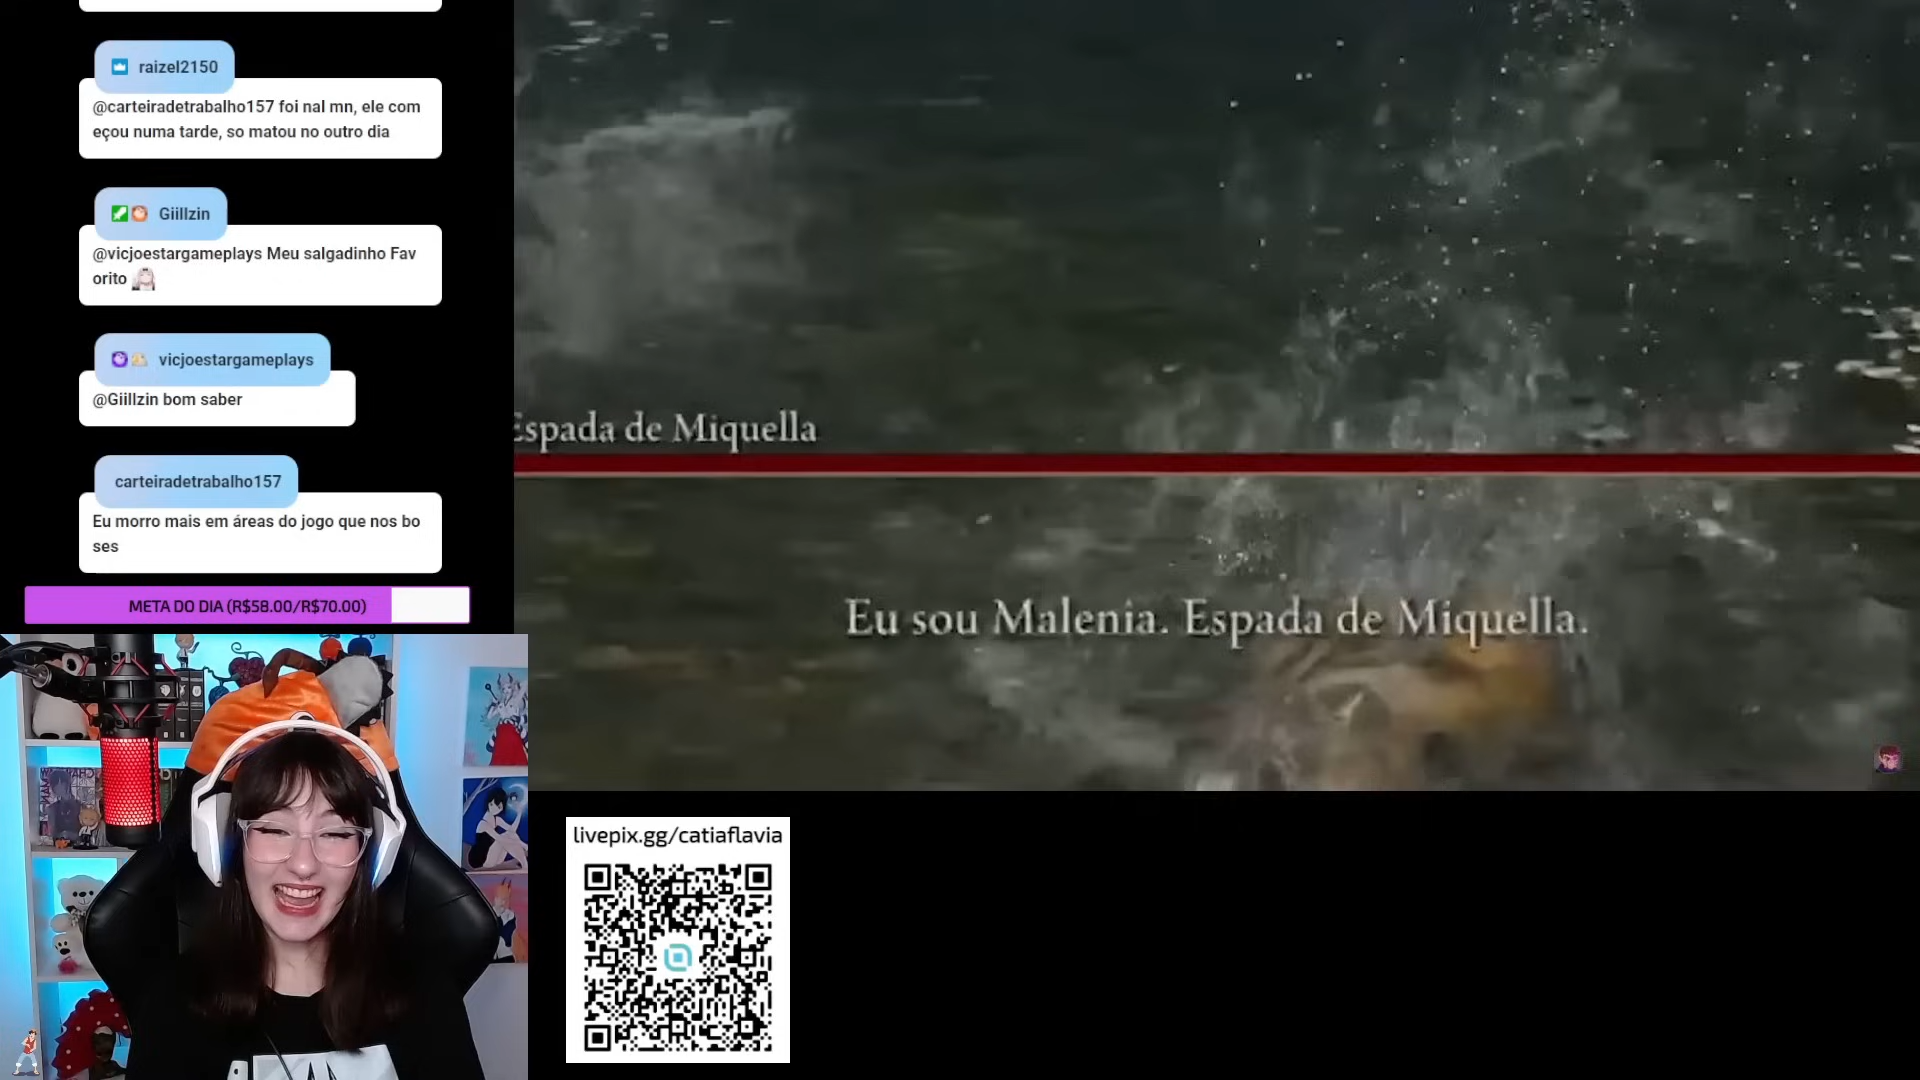 raizel2150
@carteiradetrabalho157 foi nal mn, ele com
eçou numa tarde, so matou no outro dia
Giillzin
@vicjoestargameplays Meu salgadinho Fav
orito
vicjoestargameplays
@Giillzin bom saber
carteiradetrabalho157
Eu morro mais em áreas do jogo que nos bo
ses
META DO DIA (R$58.00/R$70.00)
Espada de Miquella
Eu sou Malenia. Espada de Miquella.
livepix.gg/catiaflavia